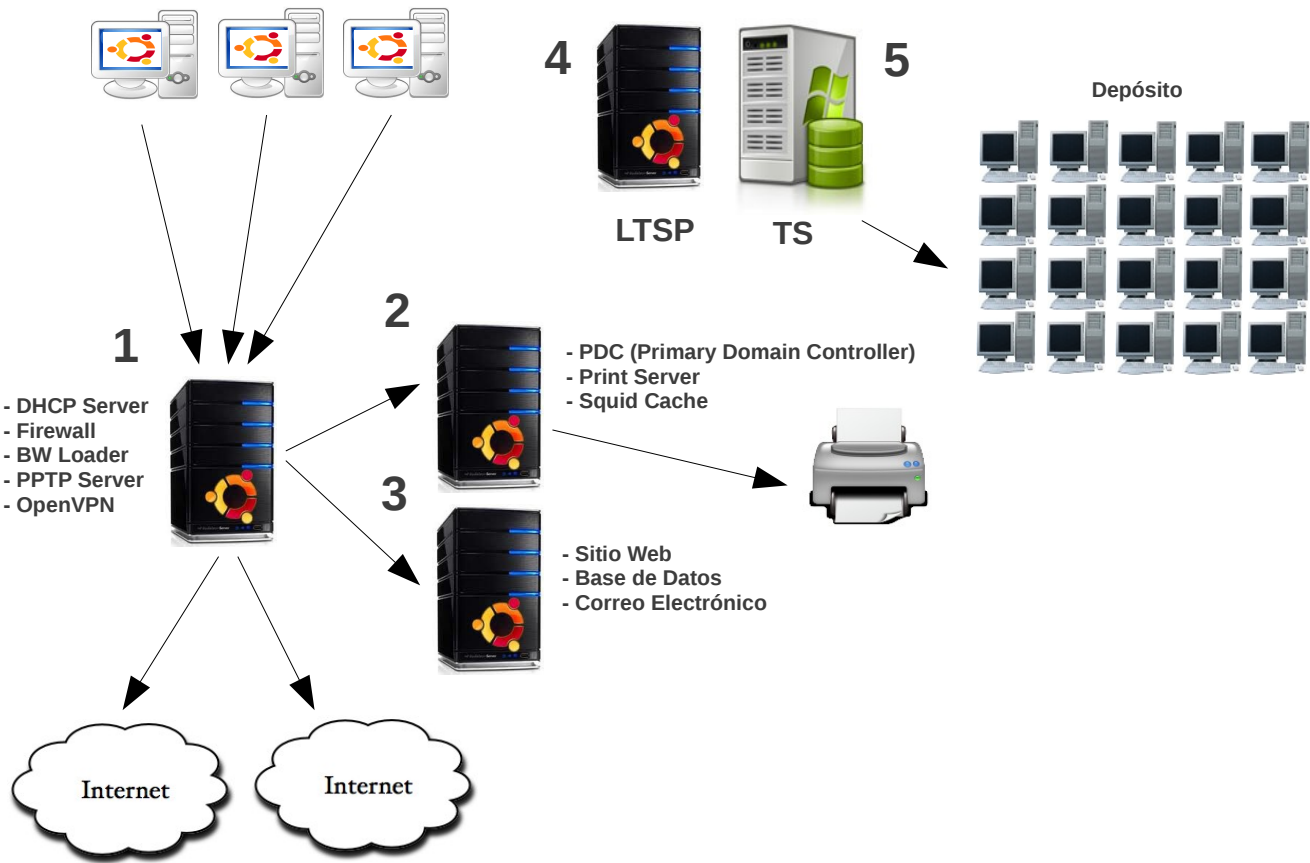 4
5
Depósito
LTSP
TS
1
- DHCP Server
- Firewall
- BW Loader
- PPTP Server
- OpenVPN
2
- PDC (Primary Domain Controller)
- Print Server
- Squid Cache
3
- Sitio Web
- Base de Datos
- Correo Electrónico
Internet
Internet